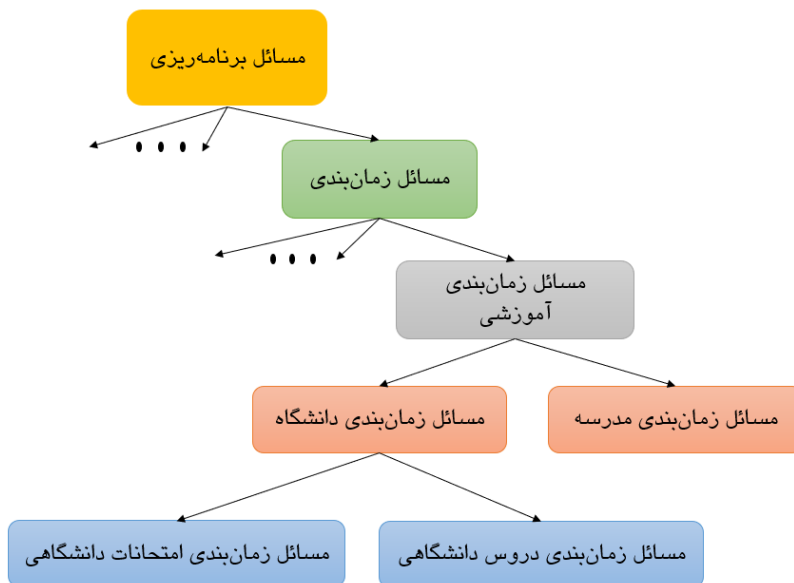 مسائل برنامه‌ریزی
مسائل زمان‌بندی
مسائل زمان‌بندی
آموزشی
مسائل زمان‌بندی مدرسه
مسائل زمان‌بندی دانشگاه
مسائل زمان‌بندی دروس دانشگاهی
مسائل زمان‌بندی امتحانات دانشگاهی